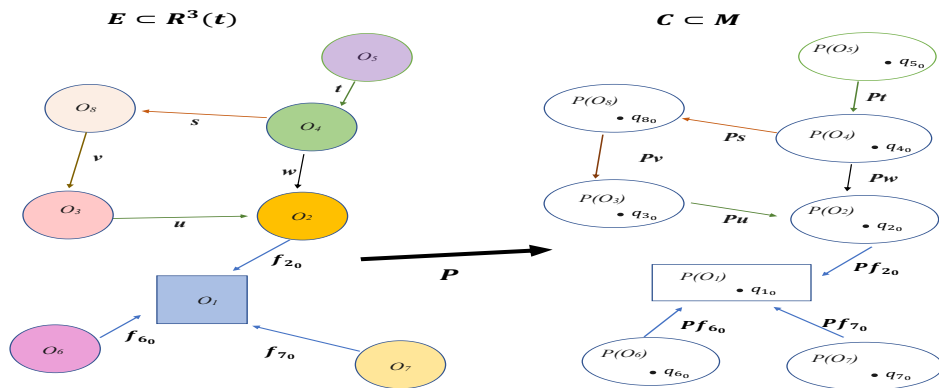 E ⊂ R³(t)
O₅
t
O₈
s
O₄
v
w
O₃
u
O₂
f₂₀
O₁
f₆₀
O₆
f₇₀
O₇
P
C ⊂ M
P(O₅)
q₅₀
Pt
P(O₈)
q₈₀
Ps
P(O₄)
q₄₀
Pv
Pw
P(O₃)
q₃₀
Pu
P(O₂)
q₂₀
Pf₂₀
P(O₁)
q₁₀
Pf₆₀
Pf₇₀
P(O₆)
q₆₀
P(O₇)
q₇₀